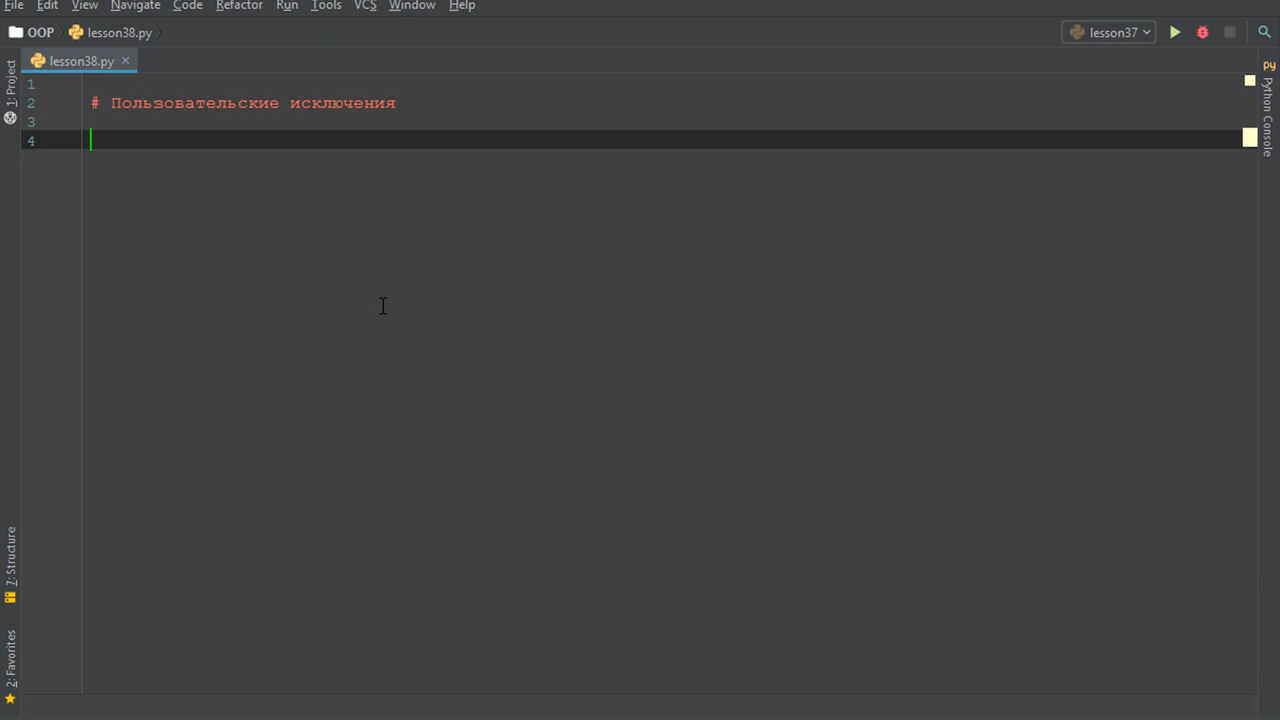 File Edit View Navigate Code Refactor Run Tools VCS Window Help
OOP lesson38.py lesson37
lesson38.py
1: Project
1
2 # Пользовательские исключения
3
4
7: Structure
2: Favorites
Python Console